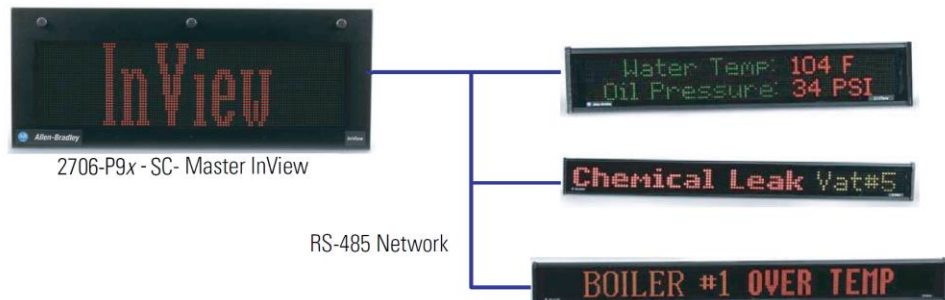 InView
Allen-Bradley
InView
2706-P9x - SC- Master InView
RS-485 Network
Water Temp: 104 F
Oil Pressure: 34 PSI
Chemical Leak Vat#5
BOILER #1 OVER TEMP